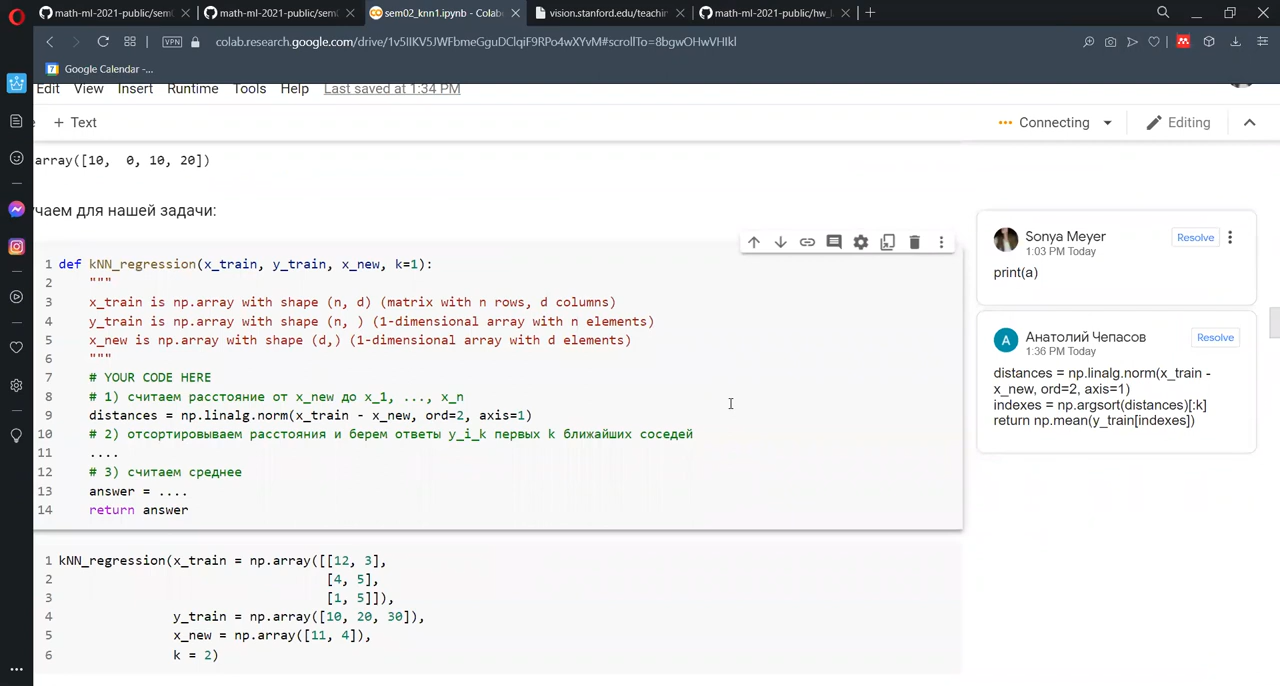 math-ml-2021-public/sem0
math-ml-2021-public/sem0
sem02_knn1.ipynb - Colab
vision.stanford.edu/teachin
math-ml-2021-public/hw_
VPN
colab.research.google.com/drive/1v5IIKV5JWFbmeGguDClqiF9RPo4wXYvM#scrollTo=8bgwOHwVHIkl
7 Google Calendar -...
Edit View Insert Runtime Tools Help Last saved at 1:34 PM
+ Text
Connecting
Editing
array([10,  0, 10, 20])
учаем для нашей задачи:
1 def kNN_regression(x_train, y_train, x_new, k=1):
2     """
3     x_train is np.array with shape (n, d) (matrix with n rows, d columns)
4     y_train is np.array with shape (n, ) (1-dimensional array with n elements)
5     x_new is np.array with shape (d,) (1-dimensional array with d elements)
6     """
7     # YOUR CODE HERE
8     # 1) считаем расстояние от x_new до x_1, ..., x_n
9     distances = np.linalg.norm(x_train - x_new, ord=2, axis=1)
10     # 2) отсортировываем расстояния и берем ответы y_i_k первых k ближайших соседей
11     ....
12     # 3) считаем среднее
13     answer = ....
14     return answer
1 kNN_regression(x_train = np.array([[12, 3],
2                                    [4, 5],
3                                    [1, 5]]),
4                y_train = np.array([10, 20, 30]),
5                x_new = np.array([11, 4]),
6                k = 2)
Sonya Meyer
1:03 PM Today
Resolve
print(a)
A
Анатолий Чепасов
1:36 PM Today
Resolve
distances = np.linalg.norm(x_train -
x_new, ord=2, axis=1)
indexes = np.argsort(distances)[:k]
return np.mean(y_train[indexes])